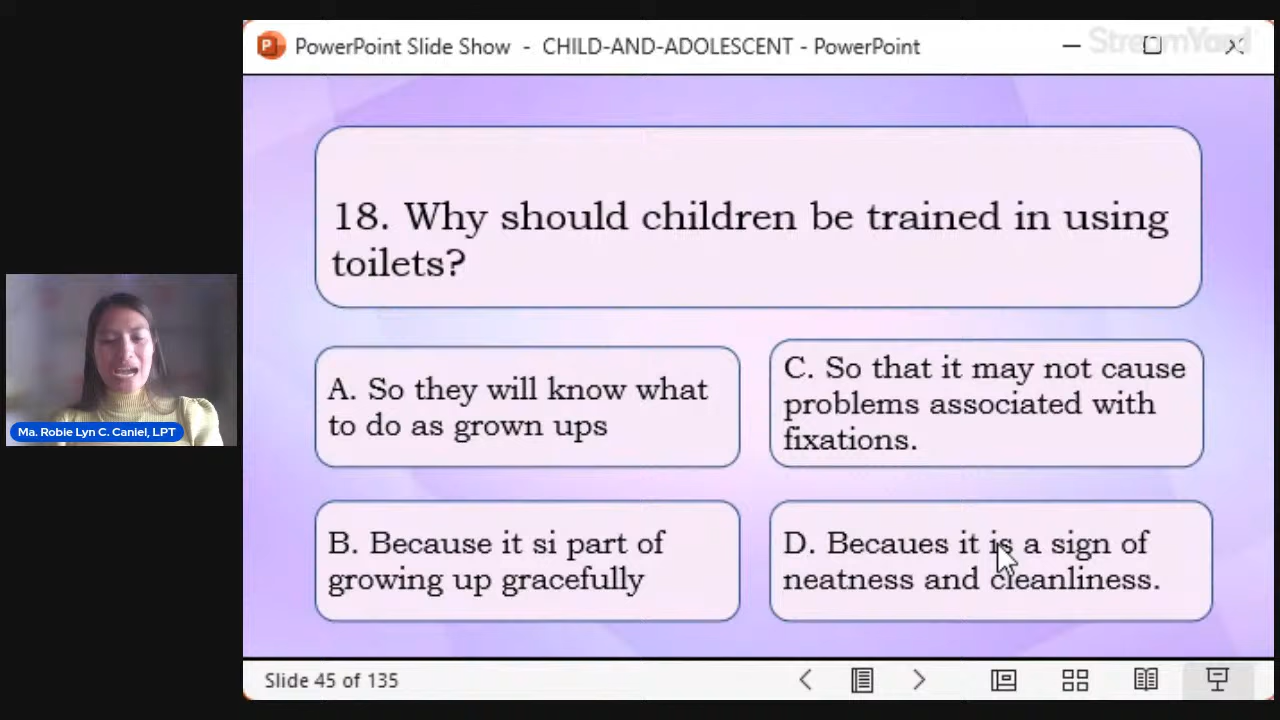 PowerPoint Slide Show - CHILD-AND-ADOLESCENT - PowerPoint
StreamYard
18. Why should children be trained in using
toilets?
A. So they will know what
to do as grown ups
C. So that it may not cause
problems associated with
fixations.
B. Because it si part of
growing up gracefully
D. Becaues it is a sign of
neatness and cleanliness.
Ma. Robie Lyn C. Caniel, LPT
Slide 45 of 135